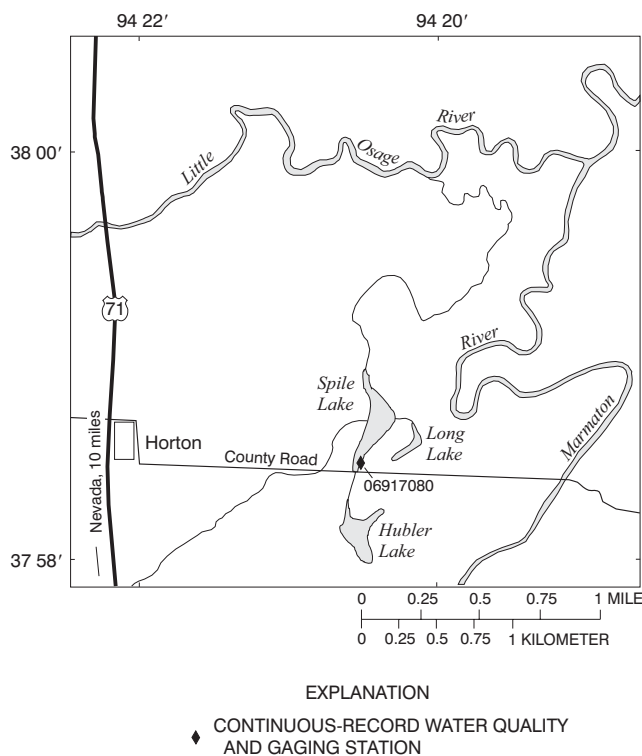 94 22′
94 20′
38 00′
37 58′
Little
Osage
River
71
River
Marmaton
Spile
Lake
Long
Lake
Horton
County Road
Nevada, 10 miles
06917080
Hubler
Lake
0 0.25 0.5 0.75 1 MILE
0 0.25 0.5 0.75 1 KILOMETER
EXPLANATION
CONTINUOUS-RECORD WATER QUALITY
AND GAGING STATION